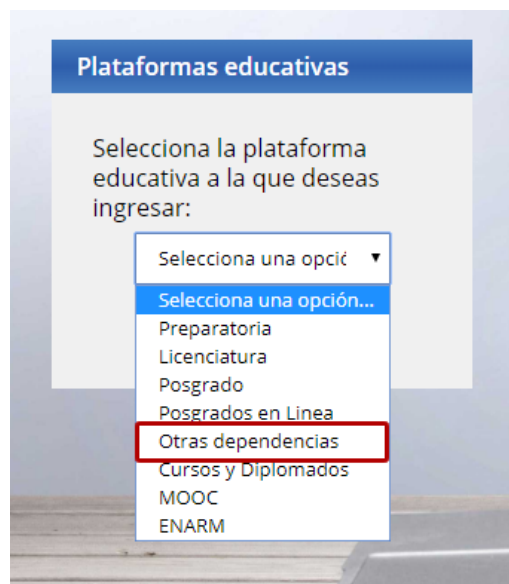 Plataformas educativas
Selecciona la plataforma
educativa a la que deseas
ingresar:
Selecciona una opció
Selecciona una opción...
Preparatoria
Licenciatura
Posgrado
Posgrados en Linea
Otras dependencias
Cursos y Diplomados
MOOC
ENARM